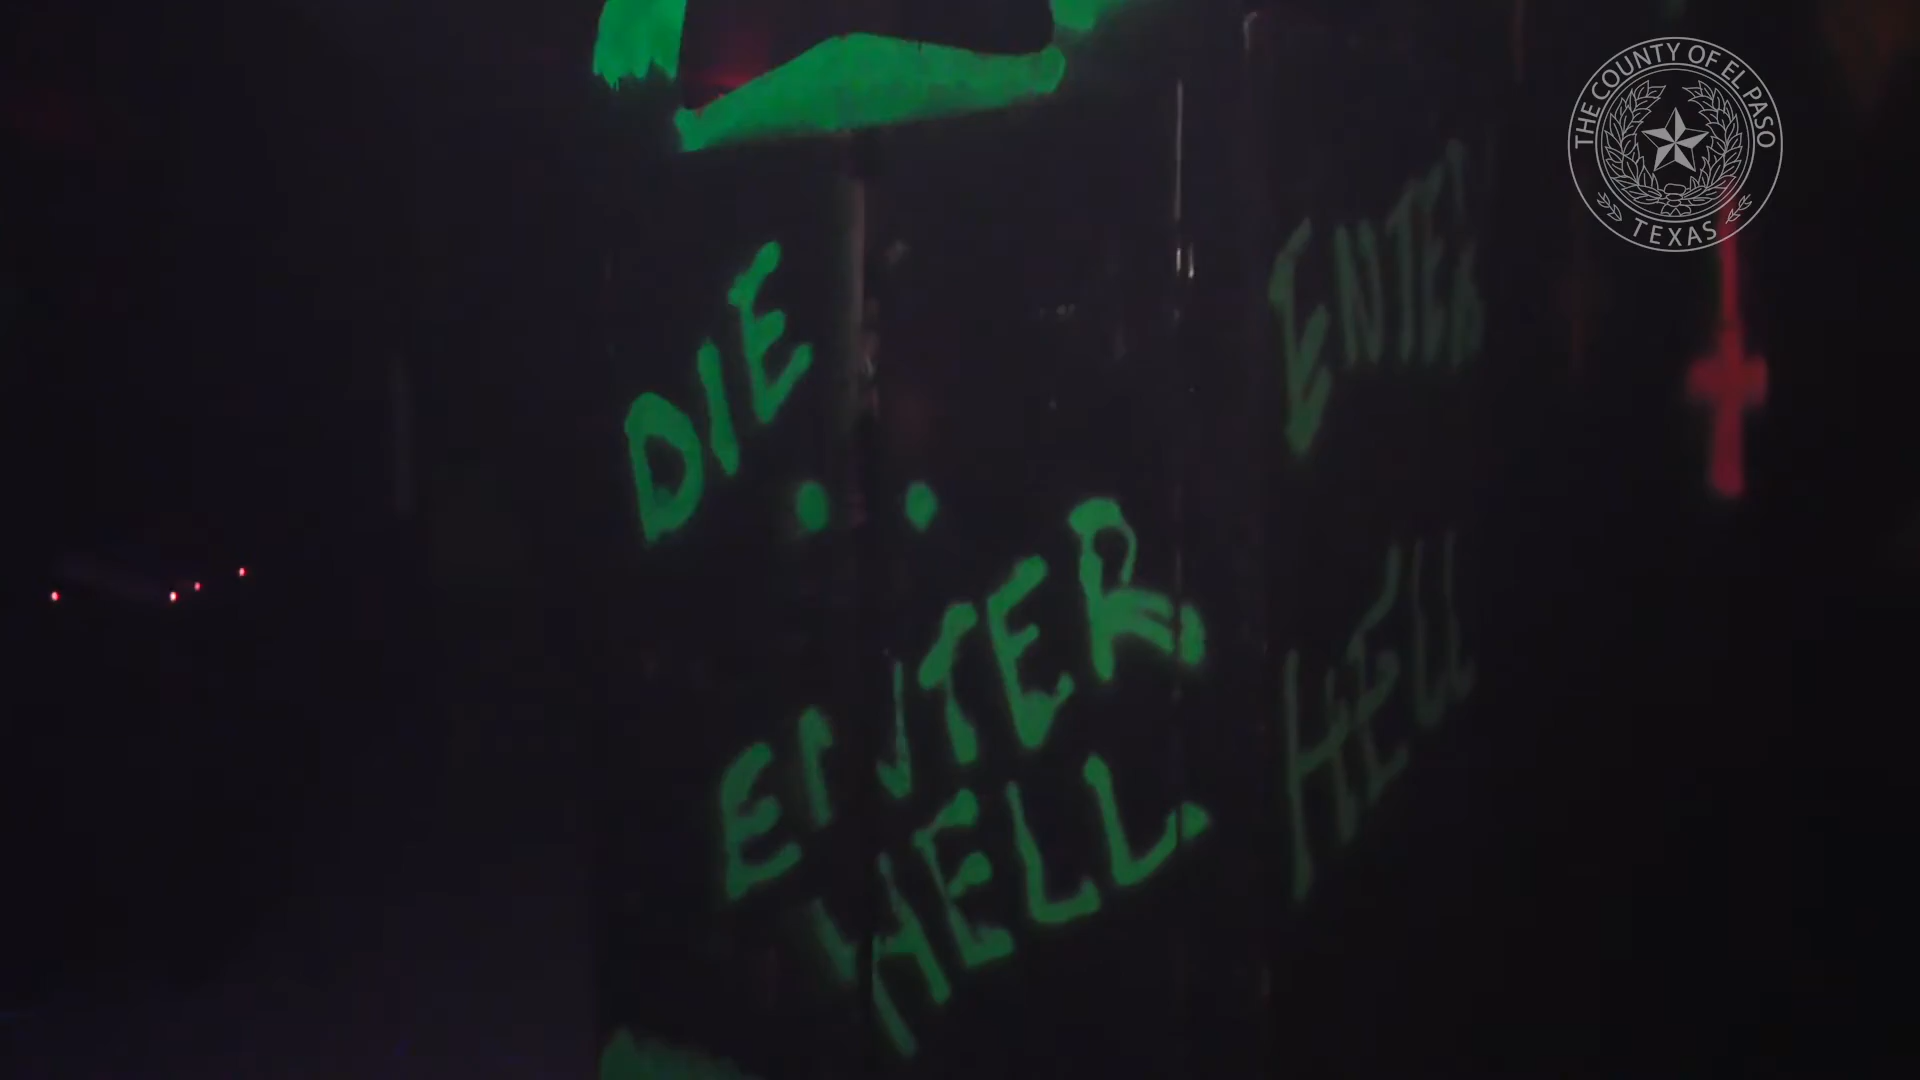 DIE
..
ENTER.
HELL.
ENTER
HELL
THE COUNTY OF EL PASO
TEXAS